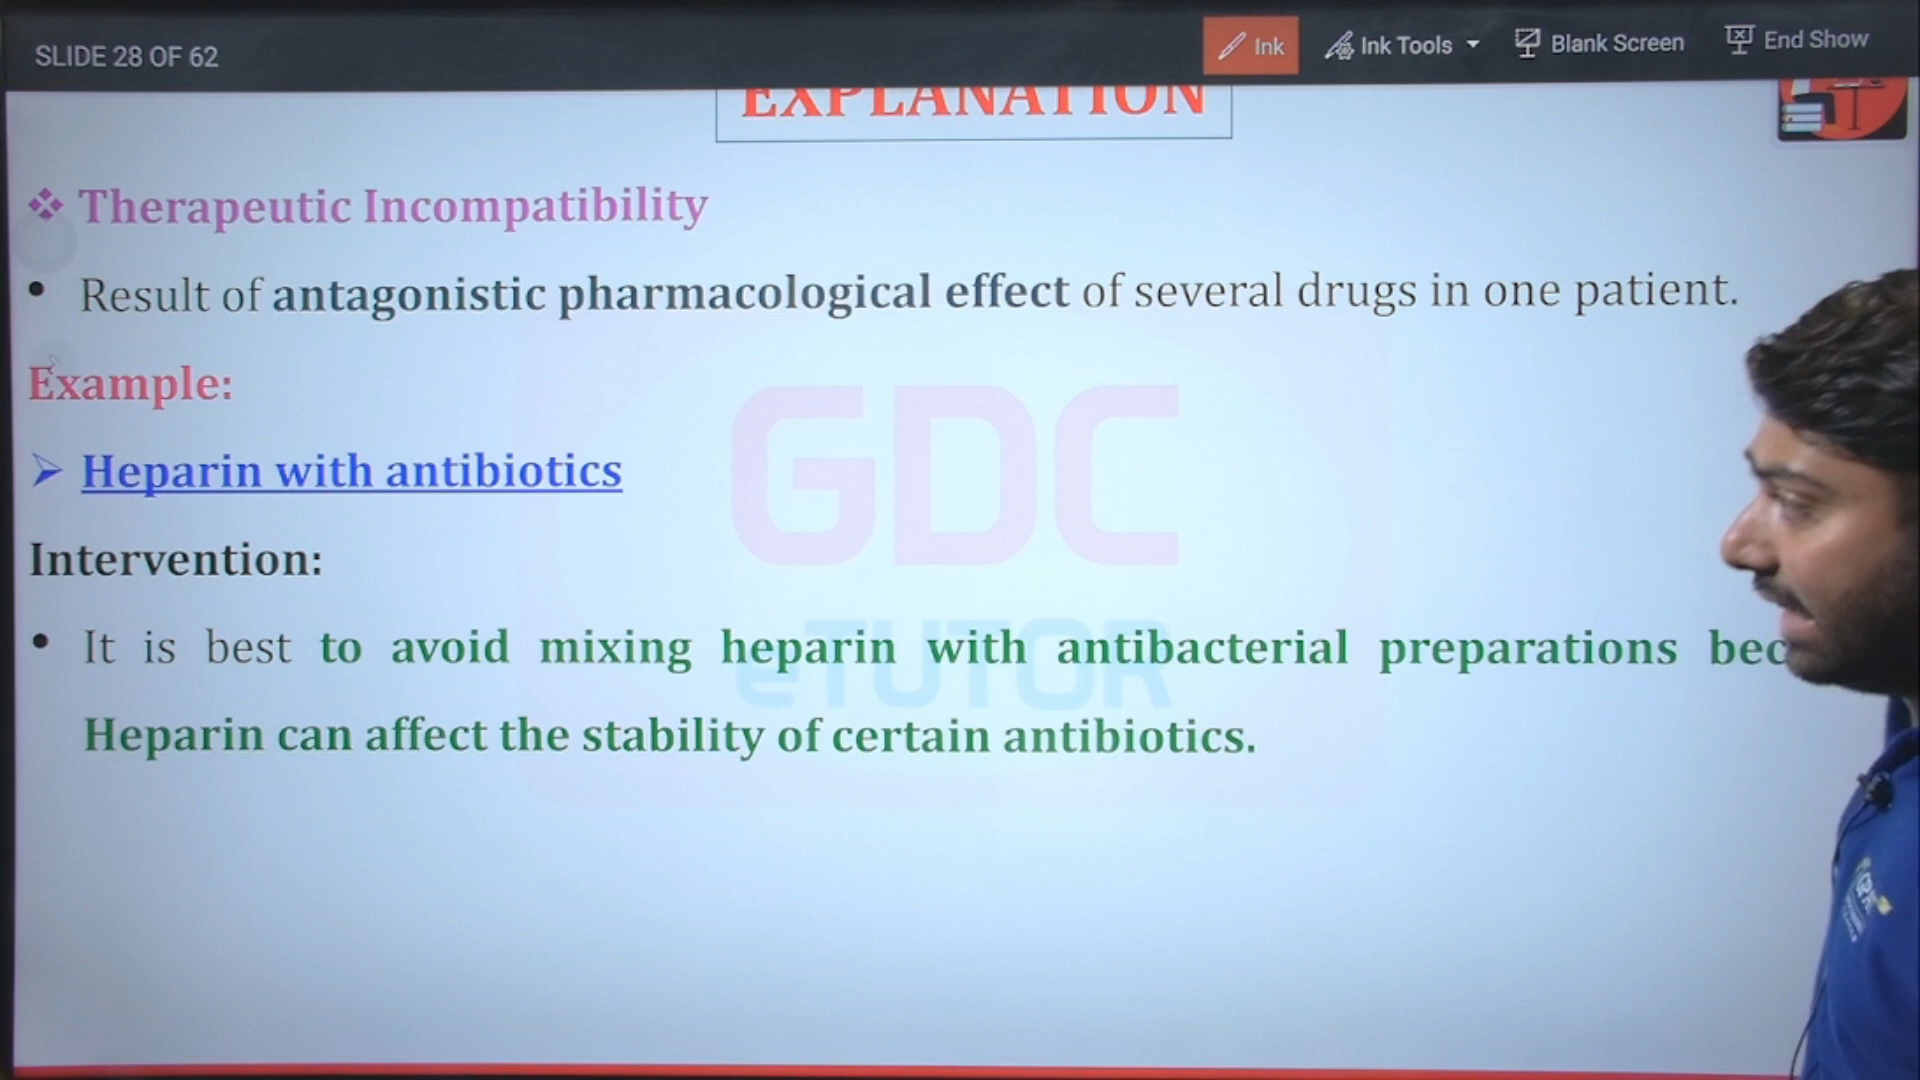 SLIDE 28 OF 62
Ink
Ink Tools
Blank Screen
End Show
EXPLANATION
Therapeutic Incompatibility
• Result of antagonistic pharmacological effect of several drugs in one patient.
Example:
Heparin with antibiotics
Intervention:
• It is best to avoid mixing heparin with antibacterial preparations
Heparin can affect the stability of certain antibiotics.
GDC
eTUTOR